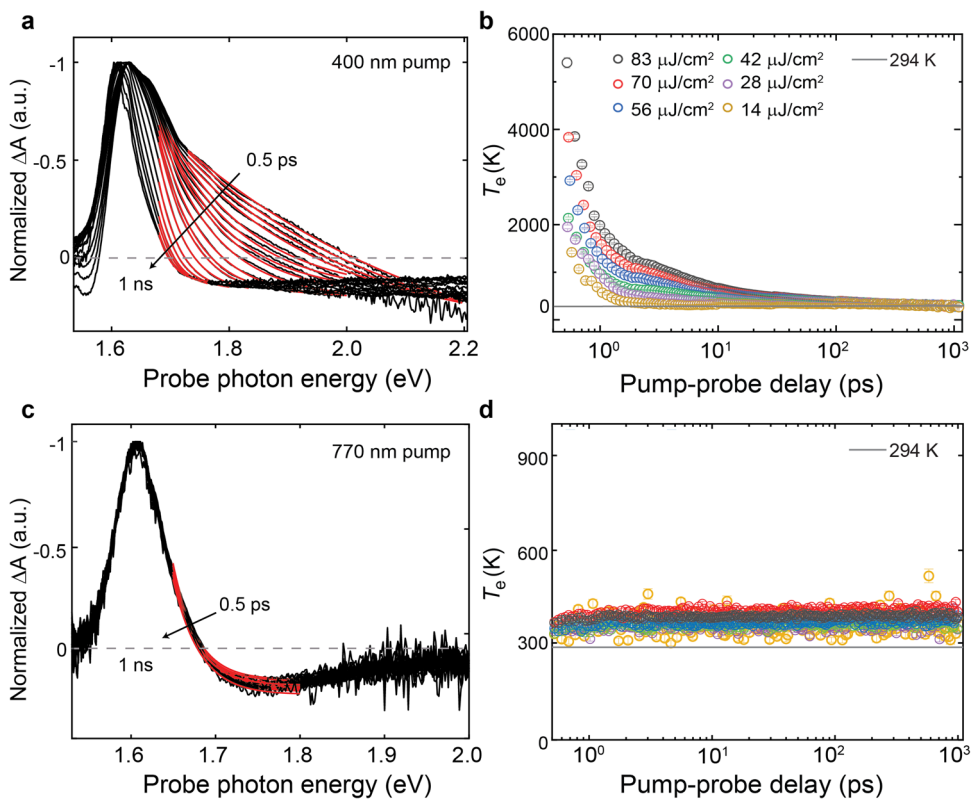 a
Normalized ΔA (a.u.)
-1
-0.5
0
400 nm pump
0.5 ps
1 ns
1.6
1.8
2.0
2.2
Probe photon energy (eV)
b
Te (K)
6000
4000
2000
0
83 μJ/cm²
42 μJ/cm²
294 K
70 μJ/cm²
28 μJ/cm²
56 μJ/cm²
14 μJ/cm²
10⁰
10¹
10²
10³
Pump-probe delay (ps)
c
Normalized ΔA (a.u.)
-1
-0.5
0
770 nm pump
0.5 ps
1 ns
1.6
1.7
1.8
1.9
2.0
Probe photon energy (eV)
d
Te (K)
900
600
300
0
294 K
10⁰
10¹
10²
10³
Pump-probe delay (ps)